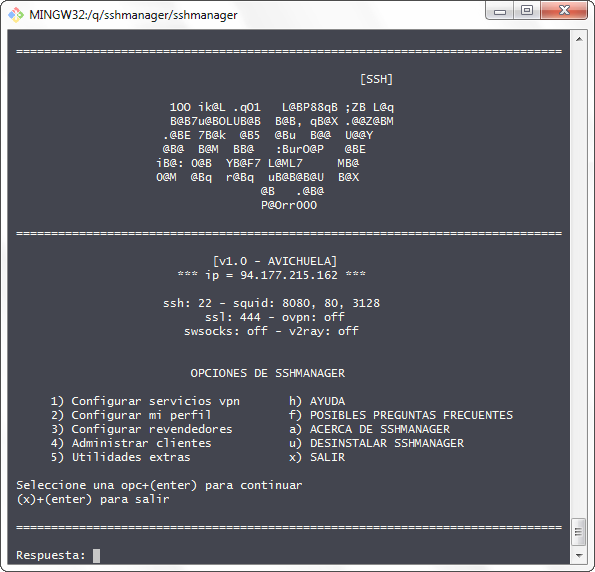 MINGW32:/q/sshmanager/sshmanager
==============================================================================
[SSH]
1OO ik@L .qO1   L@BP88qB ;ZB L@q
B@B7u@BOLUB@B  B@B, qB@X .@@Z@BM
.@BE 7B@k  @B5  @Bu  B@@  U@@Y
@B@  B@M  BB@   :BurO@P   @BE
iB@: O@B  YB@F7 L@ML7     MB@
O@M  @Bq  r@Bq  uB@B@B@U  B@X
@B   .@B@
P@OrrOOO
==============================================================================
[v1.0 - AVICHUELA]
*** ip = 94.177.215.162 ***
ssh: 22 - squid: 8080, 80, 3128
ssl: 444 - ovpn: off
swsocks: off - v2ray: off
OPCIONES DE SSHMANAGER
1) Configurar servicios vpn       h) AYUDA
2) Configurar mi perfil           f) POSIBLES PREGUNTAS FRECUENTES
3) Configurar revendedores        a) ACERCA DE SSHMANAGER
4) Administrar clientes           u) DESINSTALAR SSHMANAGER
5) Utilidades extras              x) SALIR
Seleccione una opc+(enter) para continuar
(x)+(enter) para salir
==============================================================================
Respuesta: